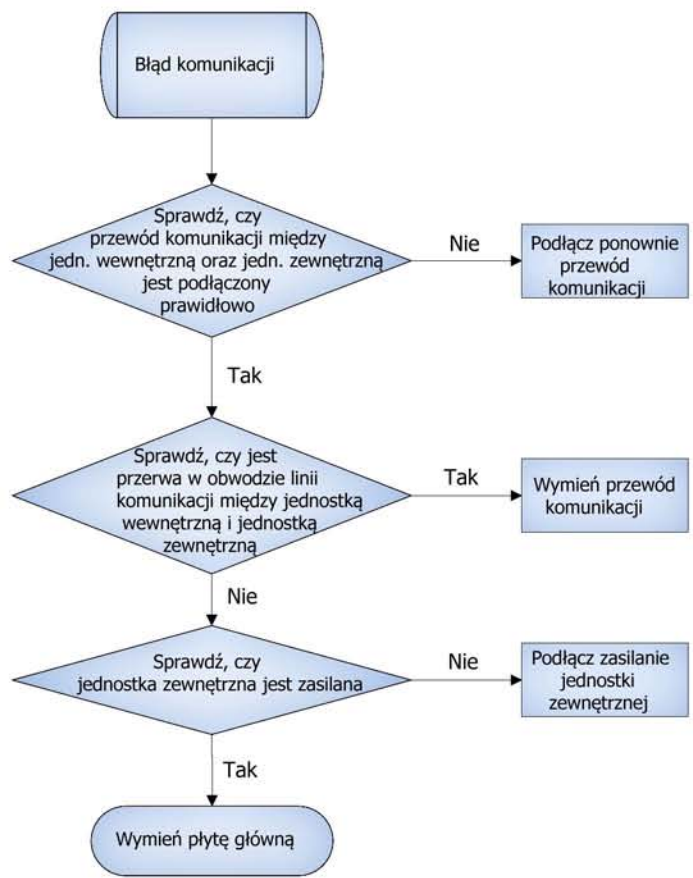 Błąd komunikacji
Sprawdź, czy
przewód komunikacji między
jedn. wewnętrzną oraz jedn. zewnętrzną
jest podłączony
prawidłowo
Nie
Podłącz ponownie
przewód
komunikacji
Tak
Sprawdź, czy jest
przerwa w obwodzie linii
komunikacji między jednostką
wewnętrzną i jednostką
zewnętrzną
Tak
Wymień przewód
komunikacji
Nie
Sprawdź, czy
jednostka zewnętrzna jest zasilana
Nie
Podłącz zasilanie
jednostki
zewnętrznej
Tak
Wymień płytę główną